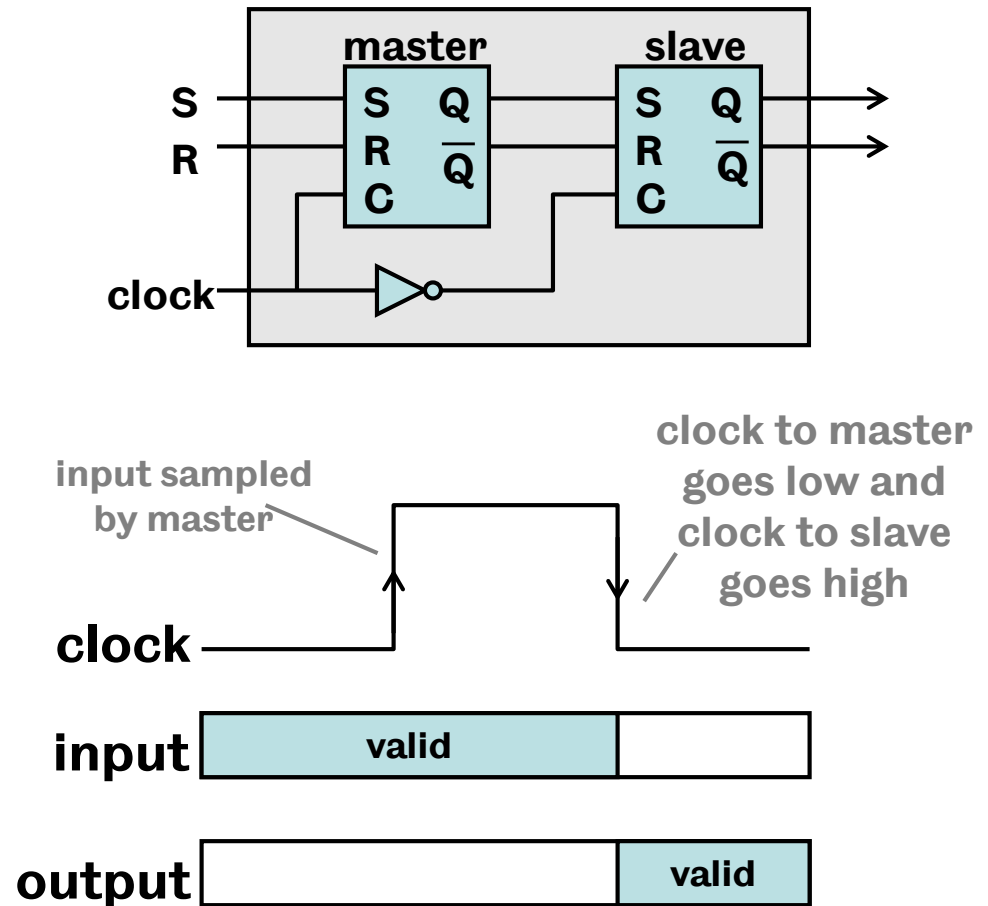 master slave
S S Q S Q
R R Q̅ R Q̅
C C
clock
input sampled
by master
clock to master
goes low and
clock to slave
goes high
clock
input valid
output valid